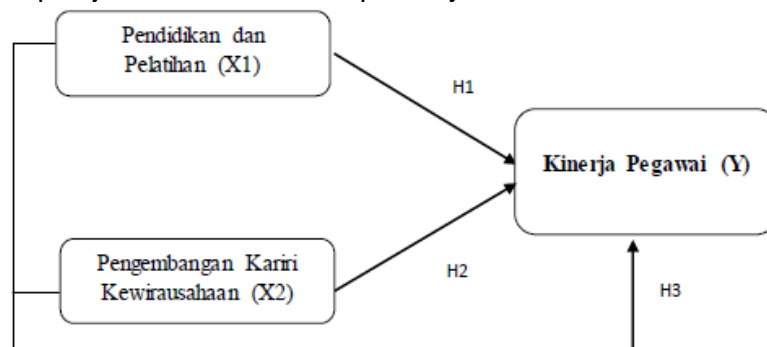 Pendidikan dan
Pelatihan (X1)
H1
Kinerja Pegawai (Y)
Pengembangan Kariri
Kewirausahaan (X2)
H2
H3